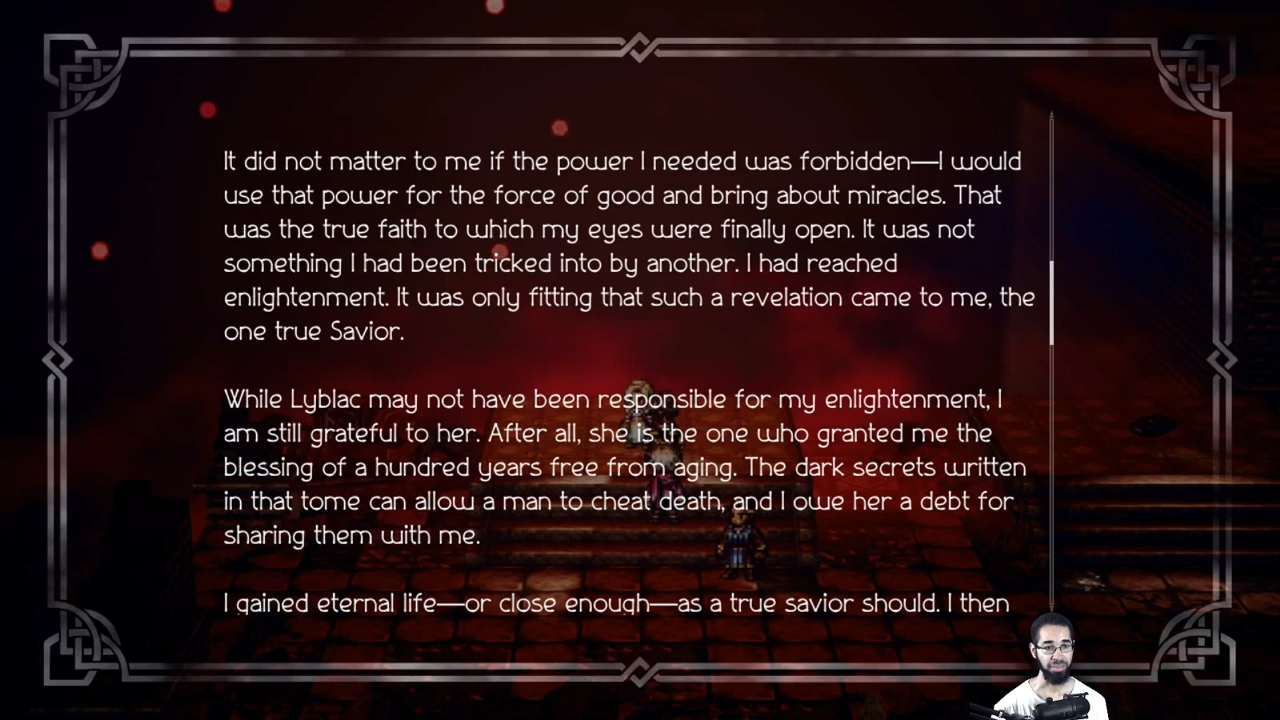 It did not matter to me if the power I needed was forbidden—I would
use that power for the force of good and bring about miracles. That
was the true faith to which my eyes were finally open. It was not
something I had been tricked into by another. I had reached
enlightenment. It was only fitting that such a revelation came to me, the
one true Savior.
While Lyblac may not have been responsible for my enlightenment, I
am still grateful to her. After all, she is the one who granted me the
blessing of a hundred years free from aging. The dark secrets written
in that tome can allow a man to cheat death, and I owe her a debt for
sharing them with me.
I gained eternal life—or close enough—as a true savior should. I then